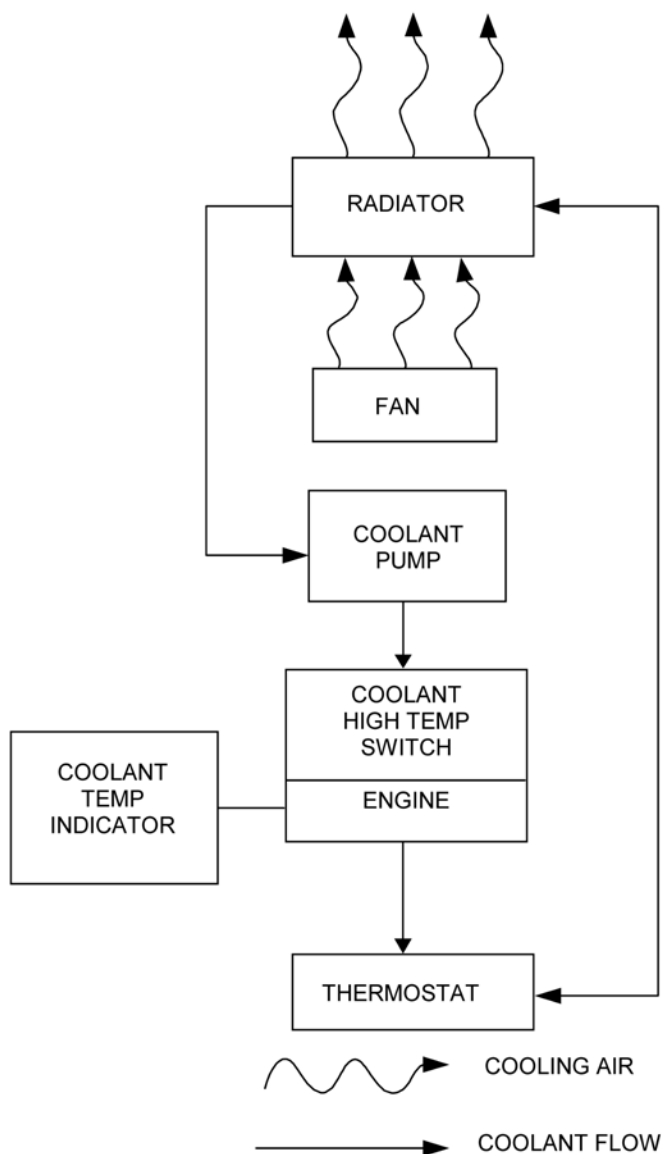 RADIATOR
FAN
COOLANT
PUMP
COOLANT
HIGH TEMP
SWITCH
COOLANT
TEMP
INDICATOR
ENGINE
THERMOSTAT
COOLING AIR
COOLANT FLOW